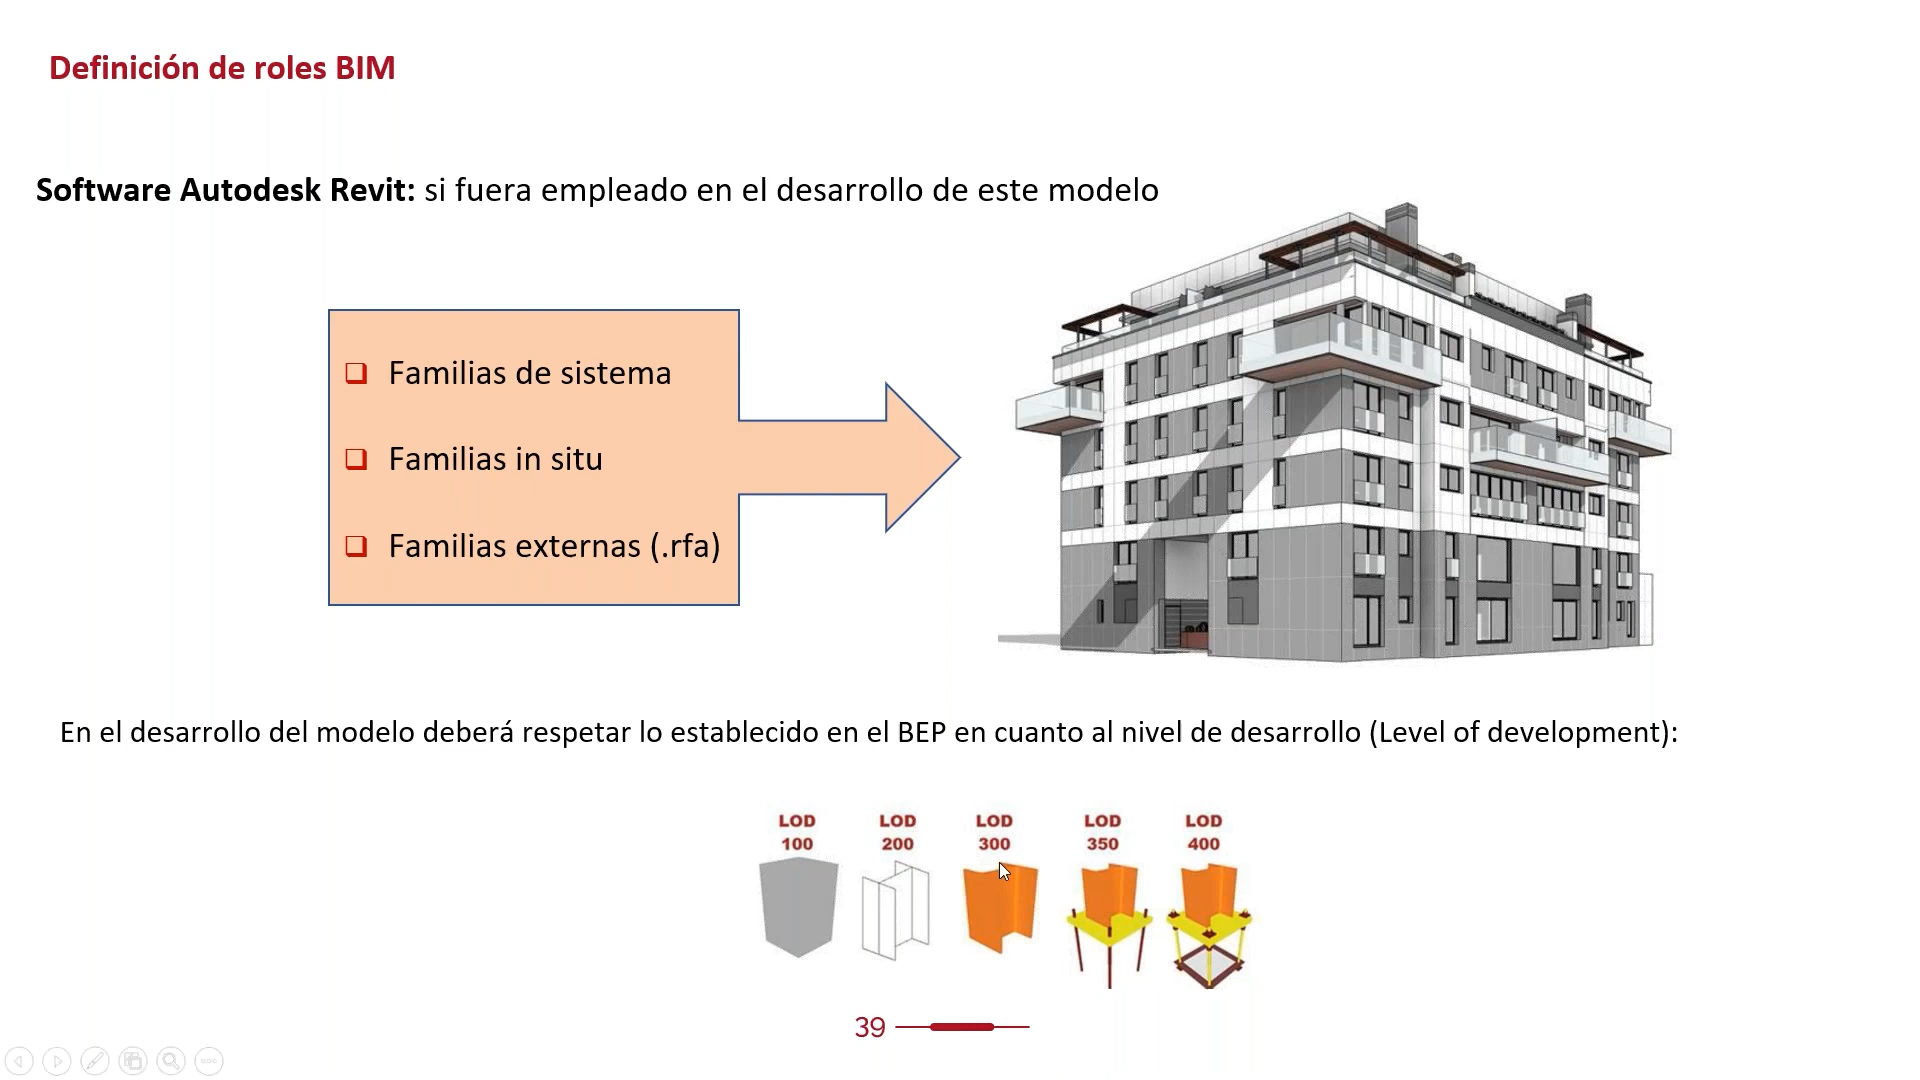 Definición de roles BIM
Software Autodesk Revit: si fuera empleado en el desarrollo de este modelo
Familias de sistema
Familias in situ
Familias externas (.rfa)
En el desarrollo del modelo deberá respetar lo establecido en el BEP en cuanto al nivel de desarrollo (Level of development):
LOD 100
LOD 200
LOD 300
LOD 350
LOD 400
39